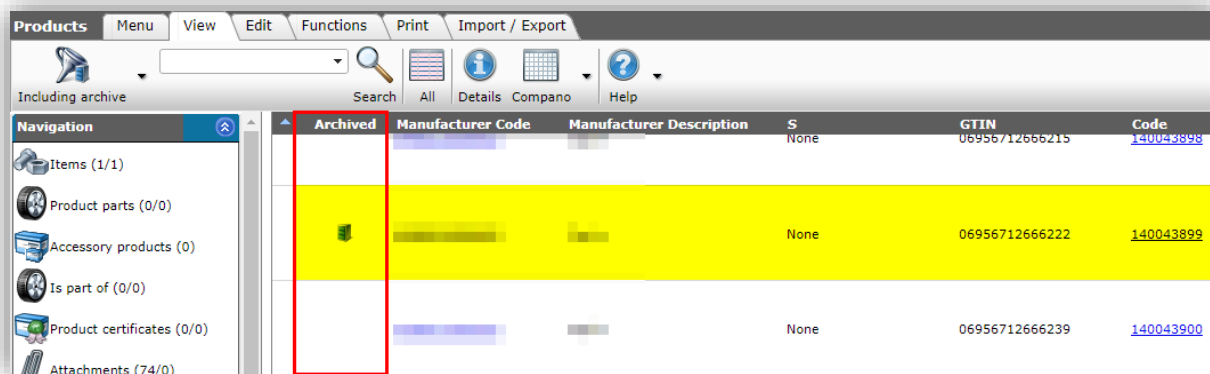 Products Menu View Edit Functions Print Import / Export
Including archive Search All Details Compano Help
Navigation Archived Manufacturer Code Manufacturer Description S GTIN Code
None 06956712666215 140043898
Items (1/1)
Product parts (0/0)
None 06956712666222 140043899
Accessory products (0)
Is part of (0/0)
Product certificates (0/0) None 06956712666239 140043900
Attachments (74/0)